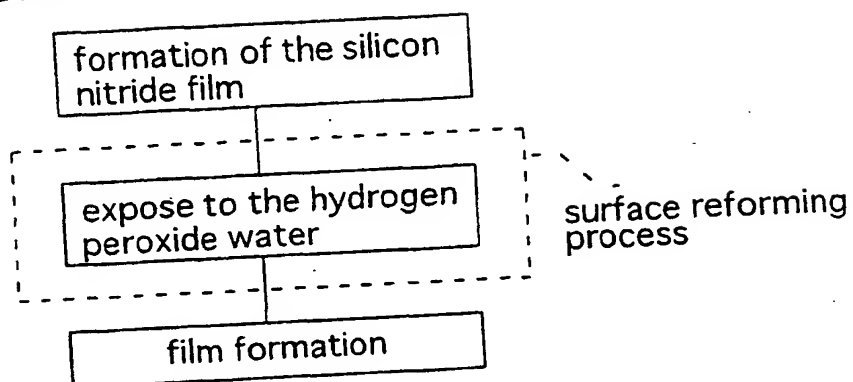 formation of the silicon
nitride film
expose to the hydrogen
peroxide water
surface reforming
process
film formation